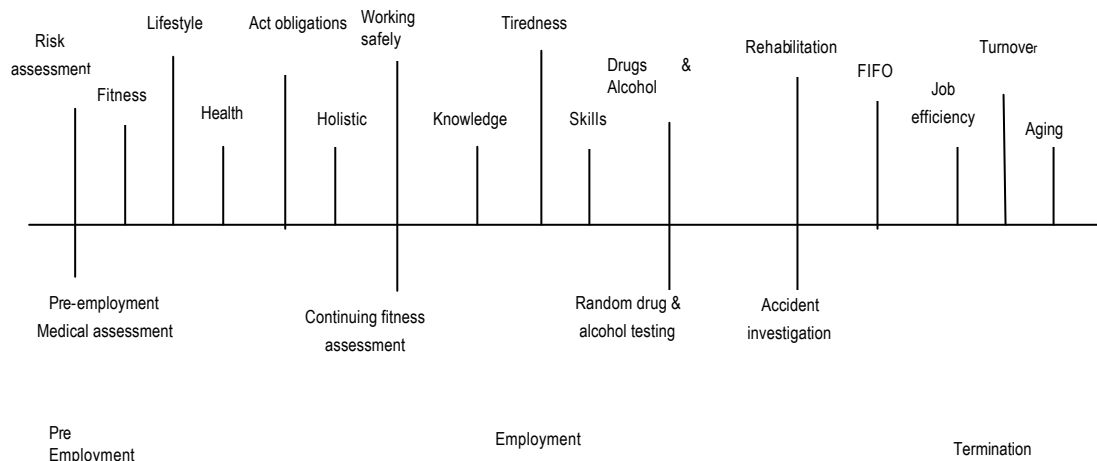 Risk
assessment
Fitness
Lifestyle
Health
Act obligations
Holistic
Working
safely
Knowledge
Tiredness
Skills
Drugs &
Alcohol
Rehabilitation
FIFO
Job
efficiency
Turnover
Aging
Pre-employment
Medical assessment
Continuing fitness
assessment
Random drug &
alcohol testing
Accident
investigation
Pre
Employment
Employment
Termination